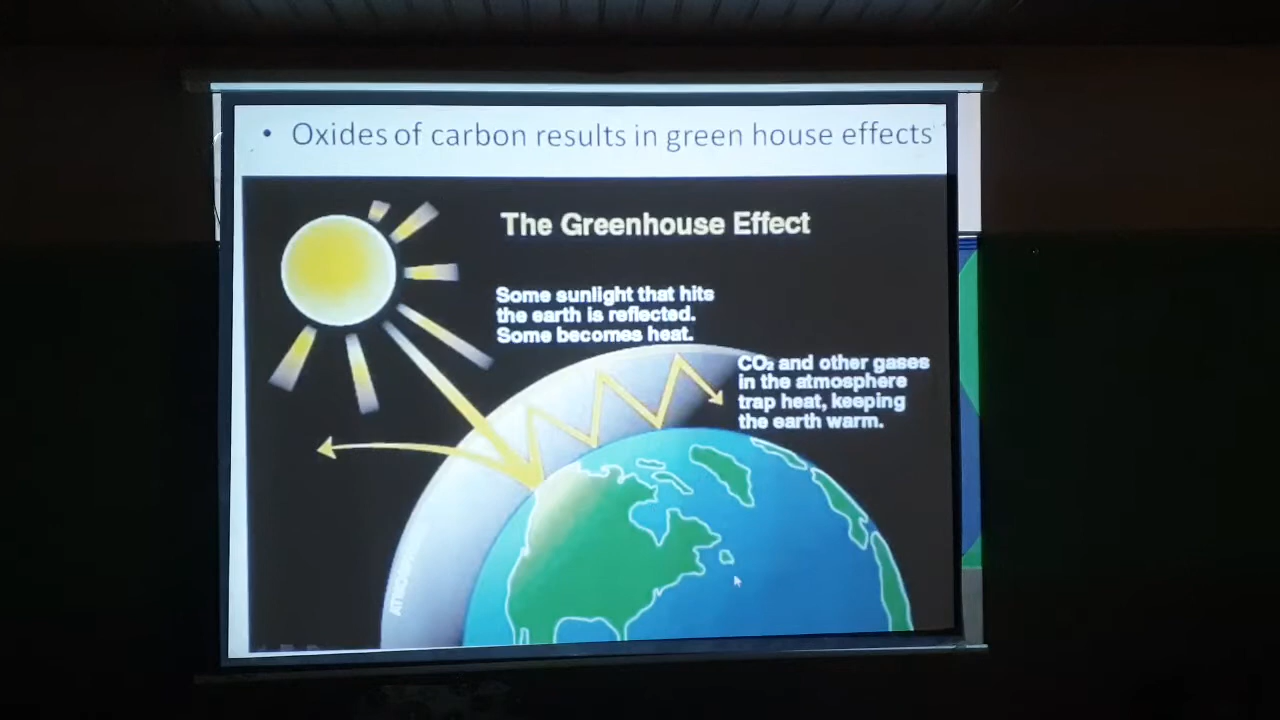 • Oxides of carbon results in green house effects
The Greenhouse Effect
Some sunlight that hits
the earth is reflected.
Some becomes heat.
CO₂ and other gases
in the atmosphere
trap heat, keeping
the earth warm.